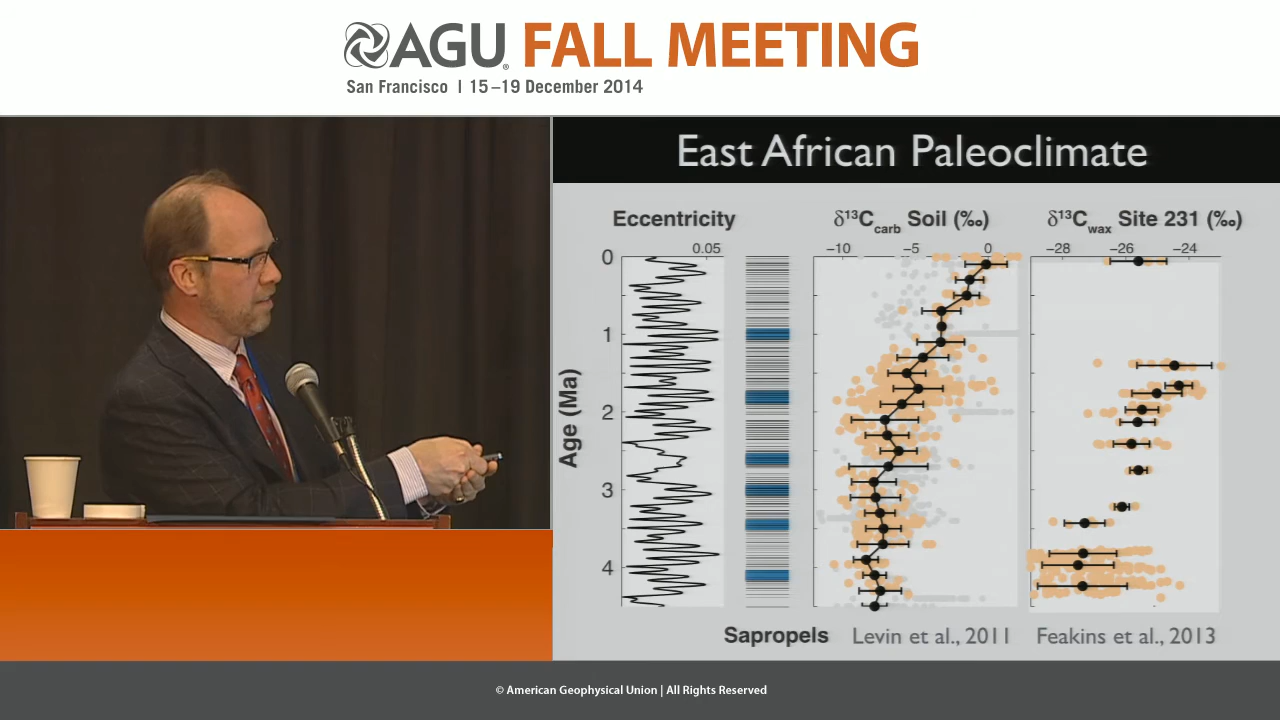 AGU FALL MEETING
San Francisco | 15–19 December 2014
East African Paleoclimate
Eccentricity
δ¹³Ccarb Soil (‰)
δ¹³Cwax Site 231 (‰)
0.05
−10 −5 0
−28 −26 −24
0
1
2
3
4
Age (Ma)
Sapropels
Levin et al., 2011
Feakins et al., 2013
© American Geophysical Union | All Rights Reserved